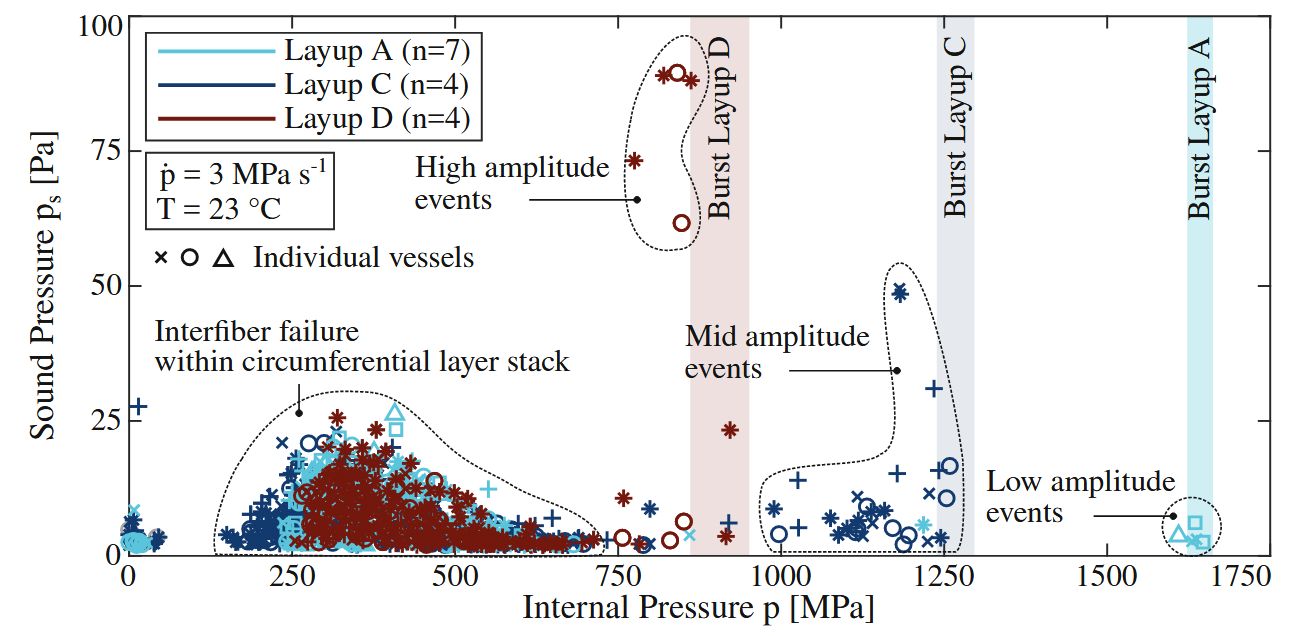 100
75
50
25
0
Sound Pressure pₛ [Pa]
Layup A (n=7)
Layup C (n=4)
Layup D (n=4)
ṗ = 3 MPa s⁻¹
T = 23 °C
Individual vessels
Interfiber failure
within circumferential layer stack
High amplitude
events
Burst Layup D
Mid amplitude
events
Burst Layup C
Low amplitude
events
Burst Layup A
0 250 500 750 1000 1250 1500 1750
Internal Pressure p [MPa]